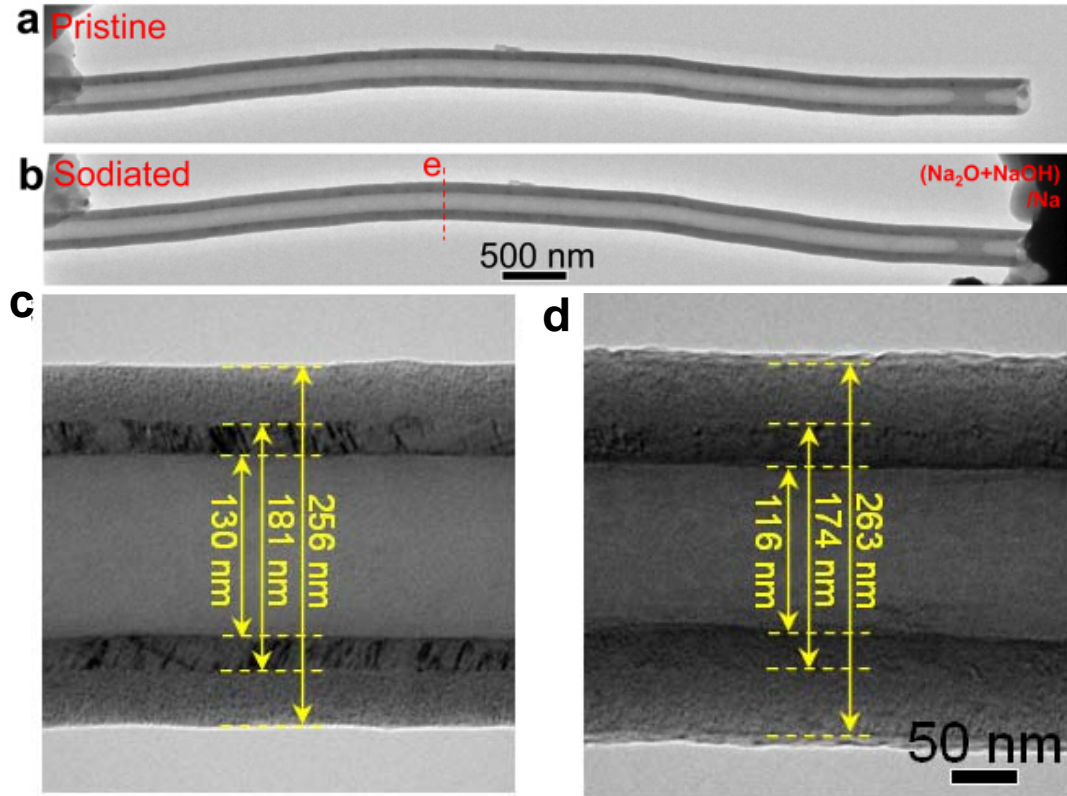 a Pristine
b Sodiated
e
(Na₂O+NaOH)
/Na
500 nm
c
130 nm
181 nm
256 nm
d
116 nm
174 nm
263 nm
50 nm